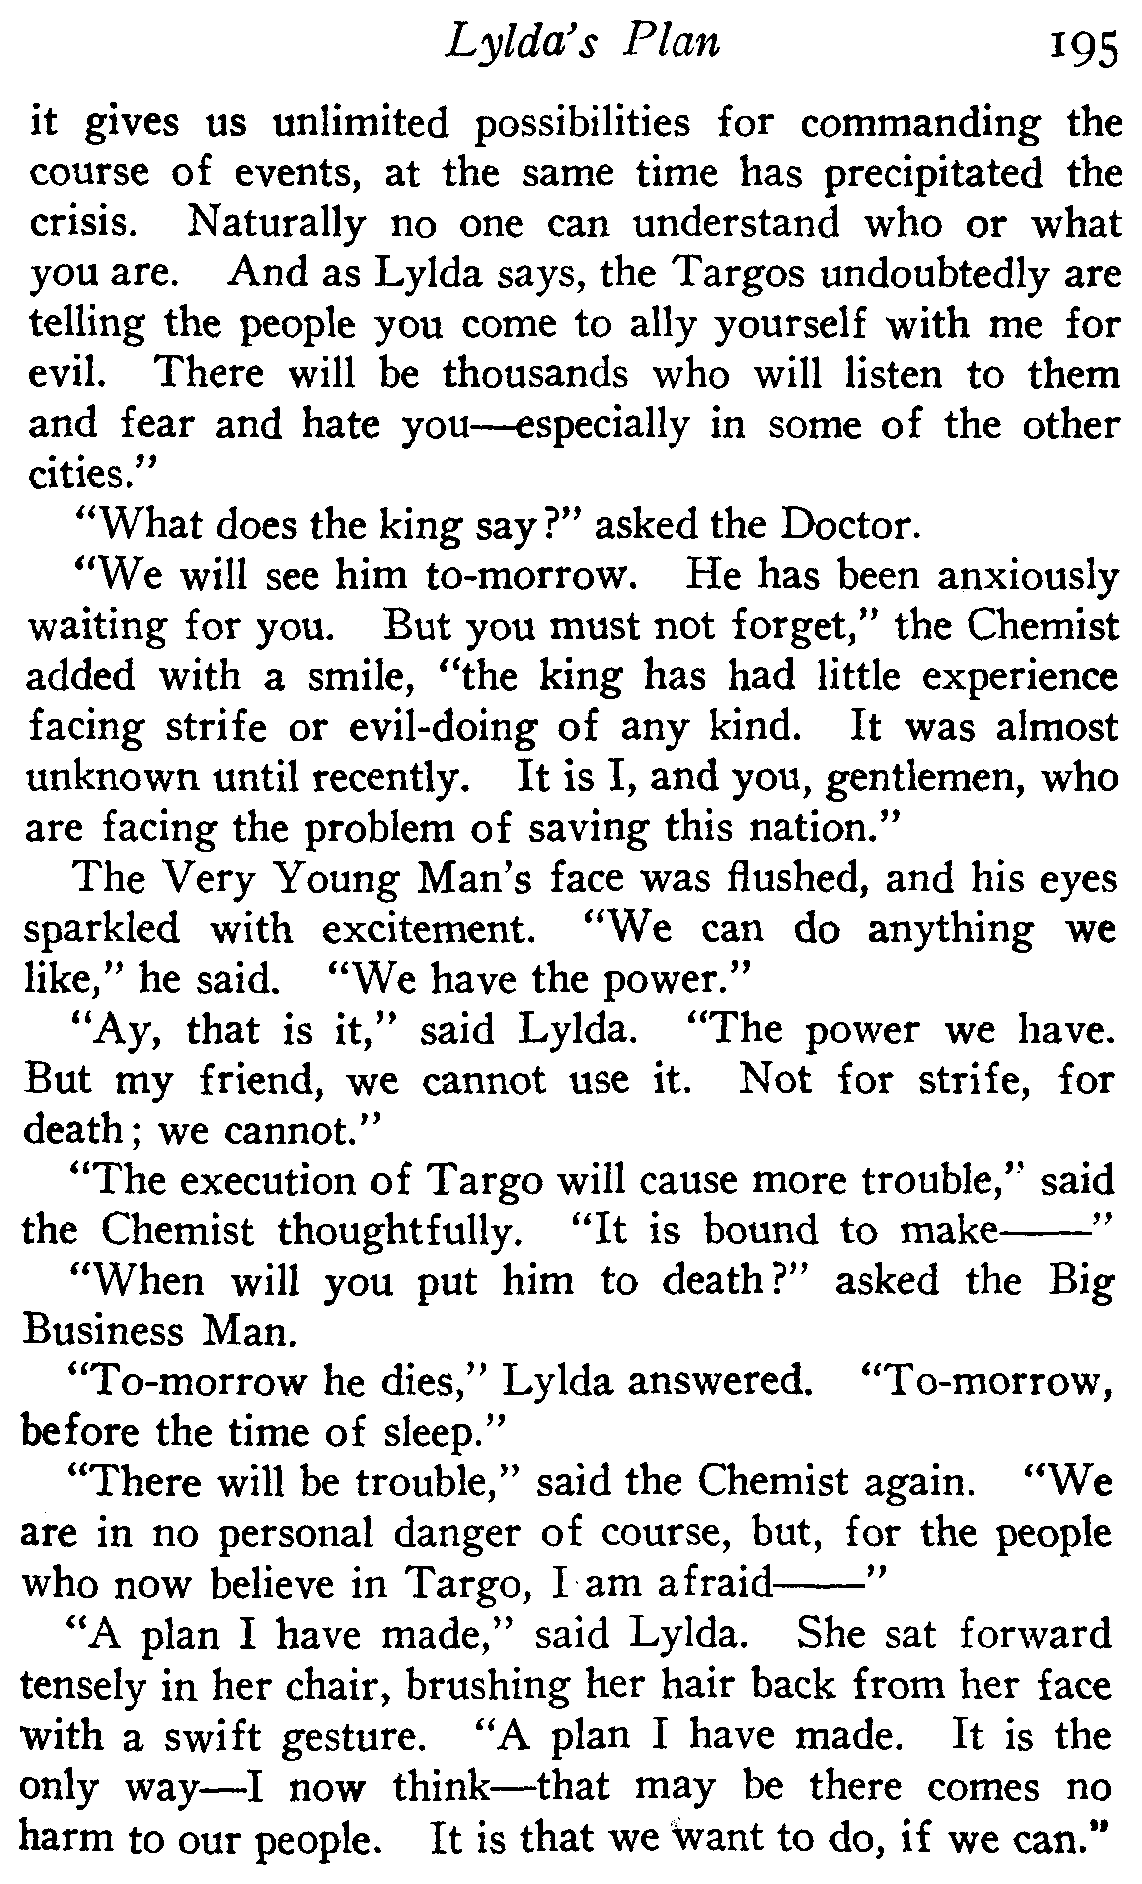 Lylda's Plan 195
it gives us unlimited possibilities for commanding the
course of events, at the same time has precipitated the
crisis. Naturally no one can understand who or what
you are. And as Lylda says, the Targos undoubtedly are
telling the people you come to ally yourself with me for
evil. There will be thousands who will listen to them
and fear and hate you—especially in some of the other
cities."
"What does the king say?" asked the Doctor.
"We will see him to-morrow. He has been anxiously
waiting for you. But you must not forget," the Chemist
added with a smile, "the king has had little experience
facing strife or evil-doing of any kind. It was almost
unknown until recently. It is I, and you, gentlemen, who
are facing the problem of saving this nation."
The Very Young Man's face was flushed, and his eyes
sparkled with excitement. "We can do anything we
like," he said. "We have the power."
"Ay, that is it," said Lylda. "The power we have.
But my friend, we cannot use it. Not for strife, for
death; we cannot."
"The execution of Targo will cause more trouble," said
the Chemist thoughtfully. "It is bound to make——"
"When will you put him to death?" asked the Big
Business Man.
"To-morrow he dies," Lylda answered. "To-morrow,
before the time of sleep."
"There will be trouble," said the Chemist again. "We
are in no personal danger of course, but, for the people
who now believe in Targo, I am afraid——"
"A plan I have made," said Lylda. She sat forward
tensely in her chair, brushing her hair back from her face
with a swift gesture. "A plan I have made. It is the
only way—I now think—that may be there comes no
harm to our people. It is that we want to do, if we can."